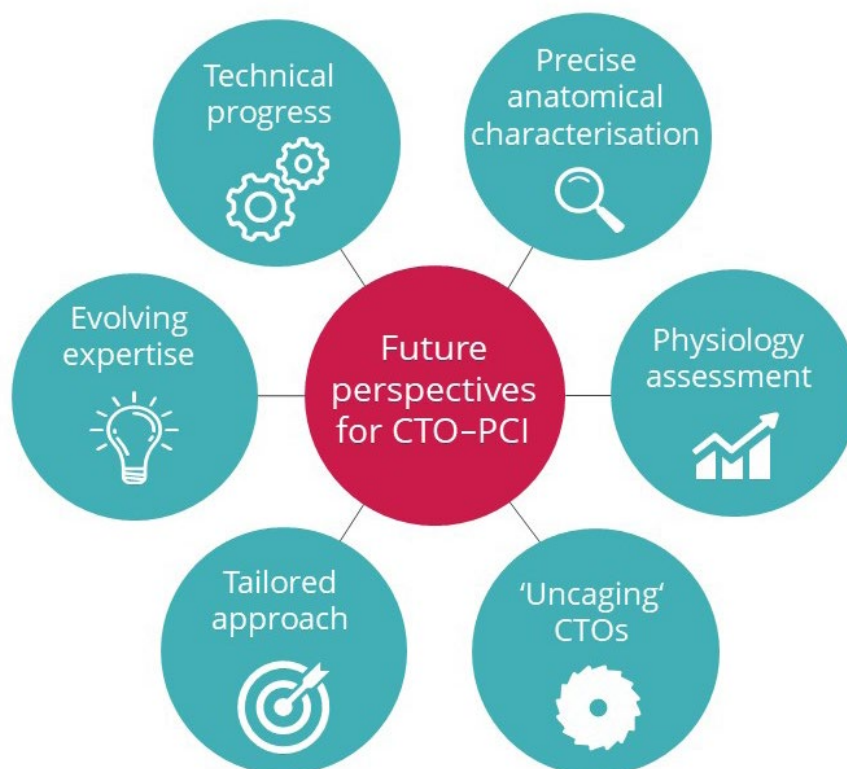 Technical
progress
Precise
anatomical
characterisation
Evolving
expertise
Future
perspectives
for CTO–PCI
Physiology
assessment
Tailored
approach
‘Uncaging‘
CTOs